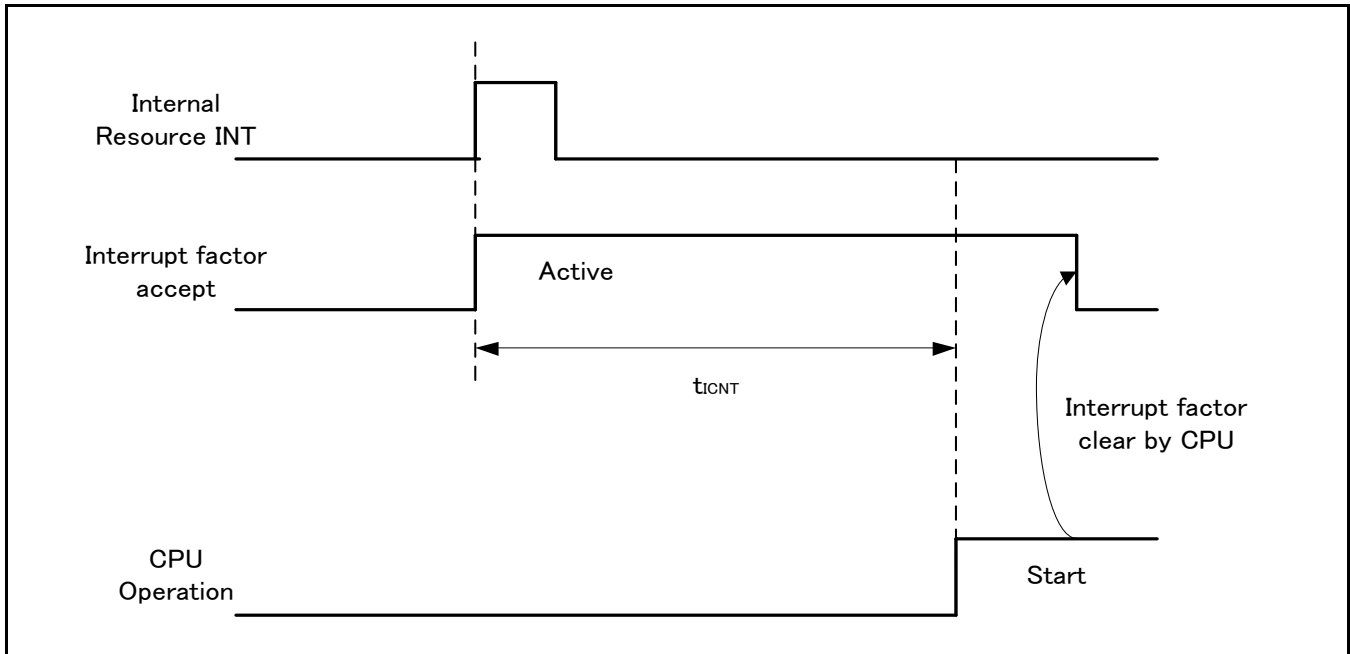 Internal
Resource INT
Interrupt factor
accept
Active
tICNT
Interrupt factor
clear by CPU
CPU
Operation
Start